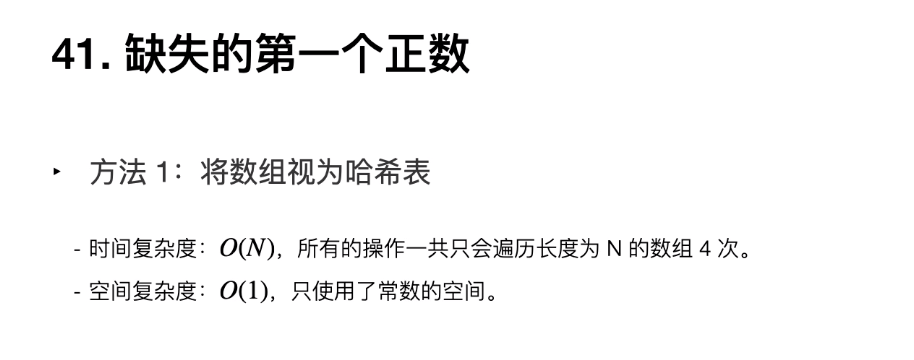 41. 缺失的第一个正数
‣ 方法 1：将数组视为哈希表
- 时间复杂度：O(N)，所有的操作一共只会遍历长度为 N 的数组 4 次。
- 空间复杂度：O(1)，只使用了常数的空间。